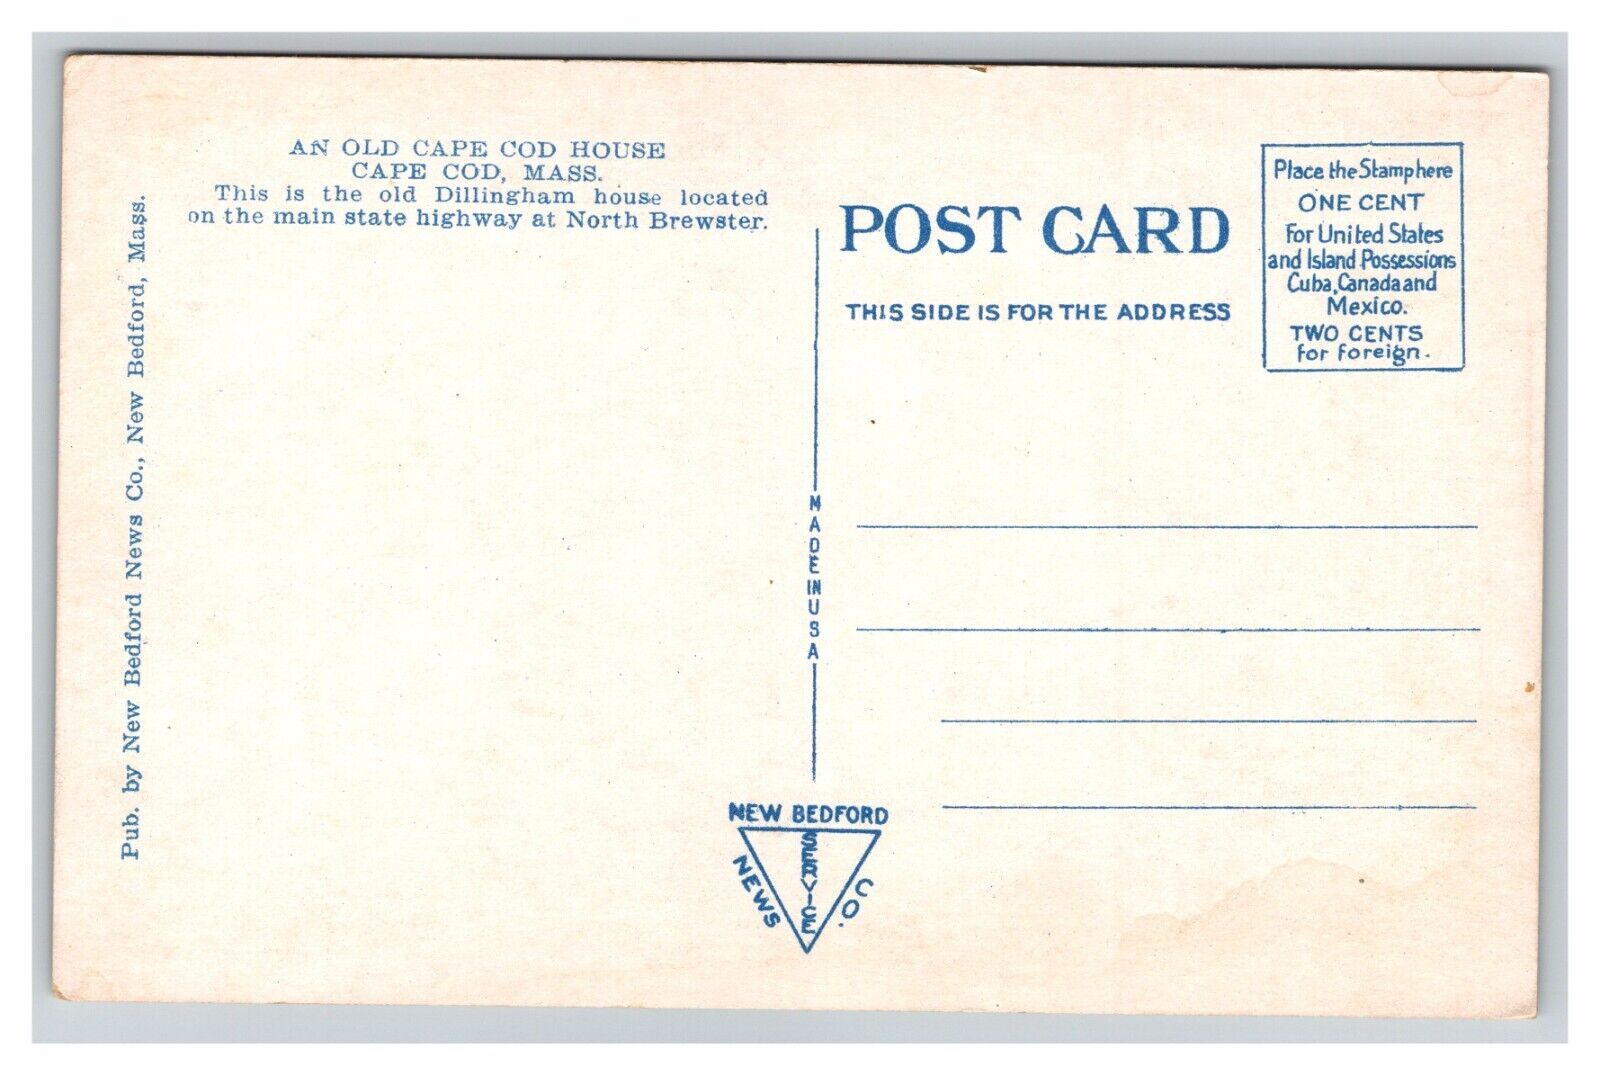 AN OLD CAPE COD HOUSE
CAPE COD, MASS.
This is the old Dillingham house located
on the main state highway at North Brewster.
Pub. by New Bedford News Co., New Bedford, Mass.
POST CARD
THIS SIDE IS FOR THE ADDRESS
Place the Stamp here
ONE CENT
For United States
and Island Possessions
Cuba, Canada and
Mexico.
TWO CENTS
for foreign.
MADE IN USA
NEW BEDFORD
NEWS
SERVICE
CO.